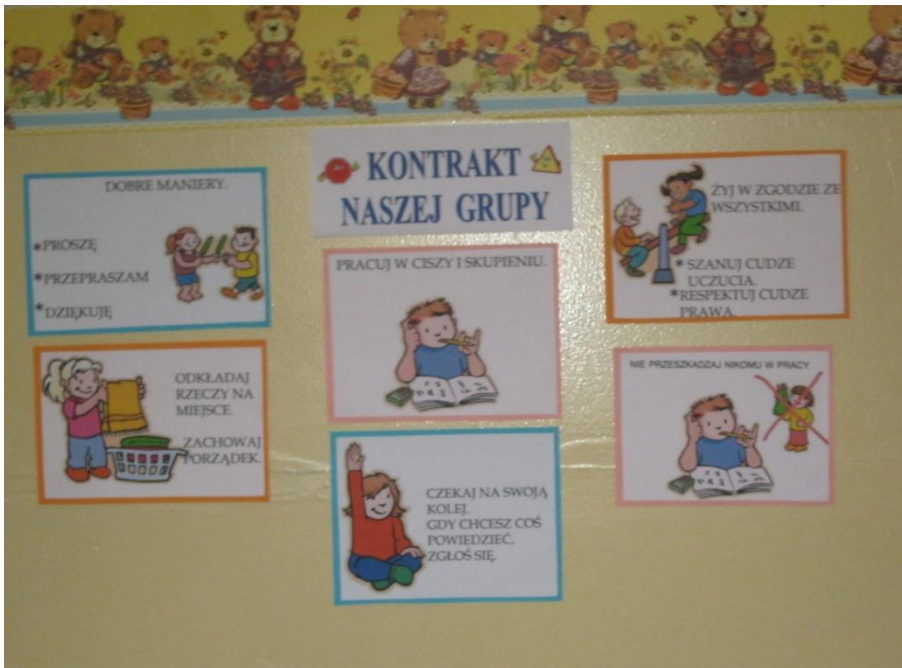 KONTRAKT
NASZEJ GRUPY
DOBRE MANIERY.
*PROSZĘ
*PRZEPRASZAM
*DZIĘKUJĘ
ODKŁADAJ
RZECZY NA
MIEJSCE.
ZACHOWAJ
PORZĄDEK.
PRACUJ W CISZY I SKUPIENIU.
CZEKAJ NA SWOJĄ
KOLEJ.
GDY CHCESZ COŚ
POWIEDZIEĆ,
ZGŁOŚ SIĘ.
ŻYJ W ZGODZIE ZE
WSZYSTKIMI.
*SZANUJ CUDZE
UCZUCIA.
*RESPEKTUJ CUDZE
PRAWA.
NIE PRZESZKADZAJ NIKOMU W PRACY